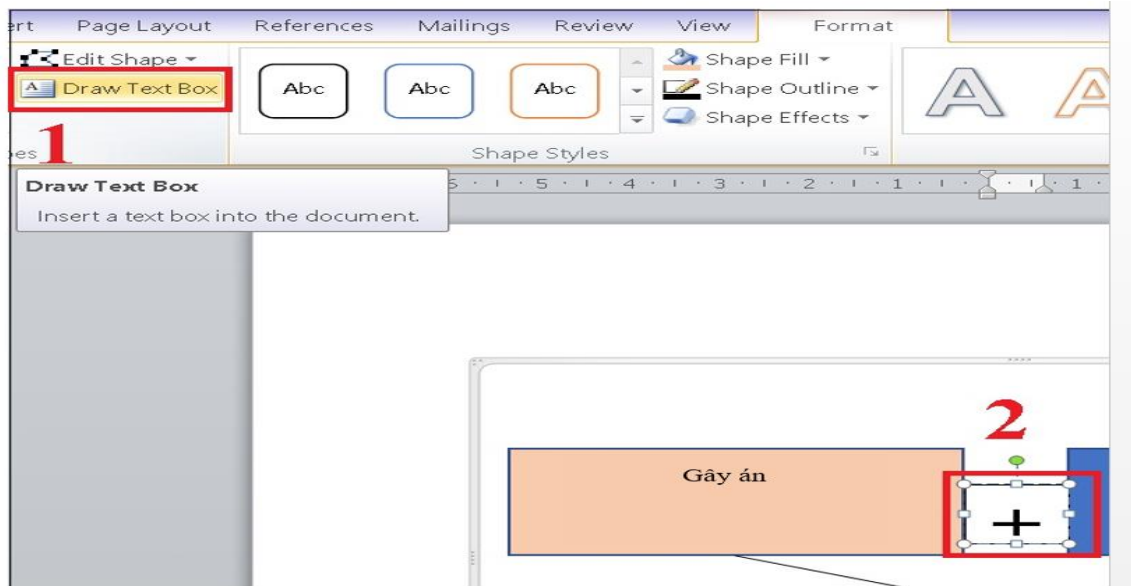 ert Page Layout References Mailings Review View Format
Edit Shape
Draw Text Box
Abc Abc Abc
Shape Fill
Shape Outline
Shape Effects
A A
1
pes Shape Styles
Draw Text Box
Insert a text box into the document.
6 5 4 3 2 1 1
2
Gây án
+